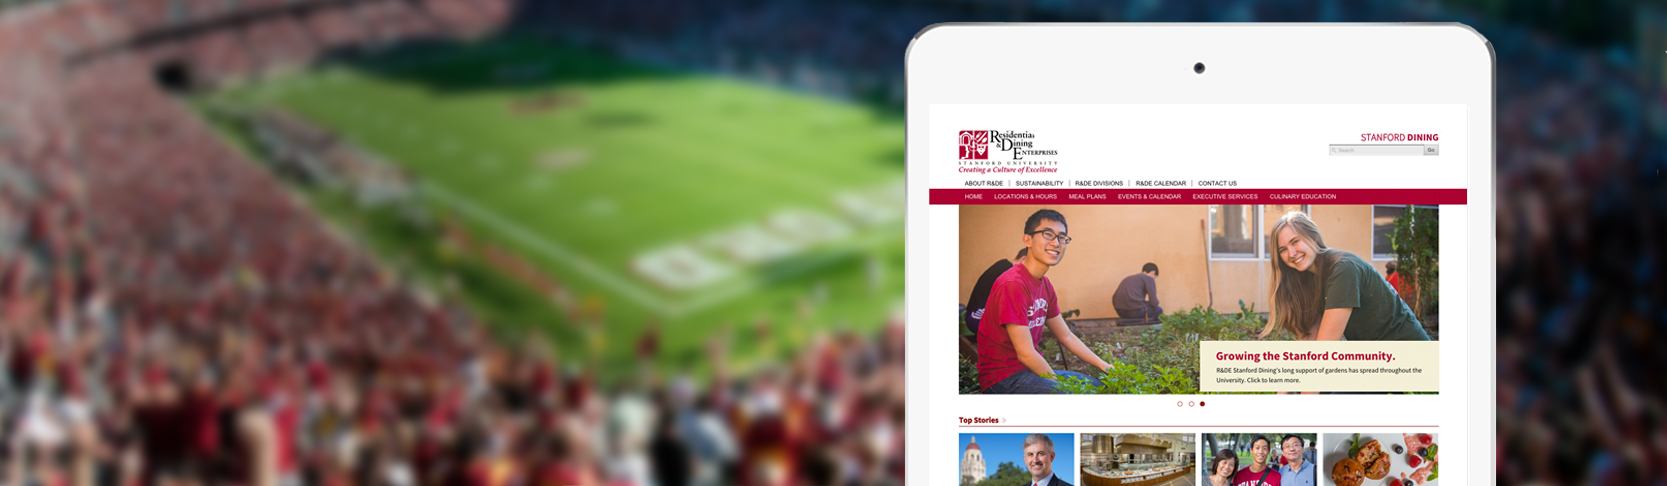 Residential
& Dining
ENTERPRISES
STANFORD UNIVERSITY
Creating a Culture of Excellence
STANFORD DINING
Search
Go
ABOUT R&DE | SUSTAINABILITY | R&DE DIVISIONS | R&DE CALENDAR | CONTACT US
HOME LOCATIONS & HOURS MEAL PLANS EVENTS & CALENDAR EXECUTIVE SERVICES CULINARY EDUCATION
Growing the Stanford Community.
R&DE Stanford Dining's long support of gardens has spread throughout the
University. Click to learn more.
Top Stories >